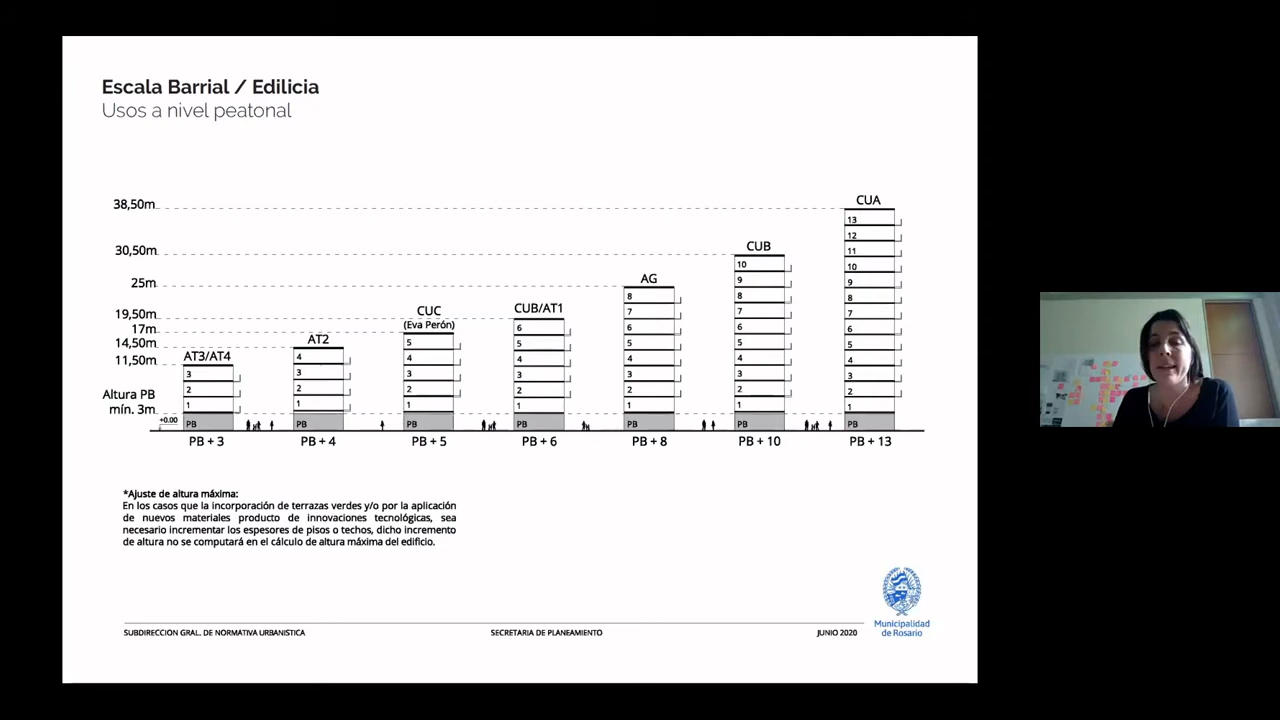 Escala Barrial / Edilicia
Usos a nivel peatonal
38,50m
30,50m
25m
19,50m
17m
14,50m
11,50m
Altura PB
mín. 3m
+0.00
AT3/AT4
3
2
1
PB
PB + 3
AT2
4
3
2
1
PB
PB + 4
CUC
(Eva Perón)
5
4
3
2
1
PB
PB + 5
CUB/AT1
6
5
4
3
2
1
PB
PB + 6
AG
8
7
6
5
4
3
2
1
PB
PB + 8
CUB
10
9
8
7
6
5
4
3
2
1
PB
PB + 10
CUA
13
12
11
10
9
8
7
6
5
4
3
2
1
PB
PB + 13
*Ajuste de altura máxima:
En los casos que la incorporación de terrazas verdes y/o por la aplicación
de nuevos materiales producto de innovaciones tecnológicas, sea
necesario incrementar los espesores de pisos o techos, dicho incremento
de altura no se computará en el cálculo de altura máxima del edificio.
SUBDIRECCIÓN GRAL. DE NORMATIVA URBANISTICA
SECRETARIA DE PLANEAMIENTO
JUNIO 2020
Municipalidad
de Rosario